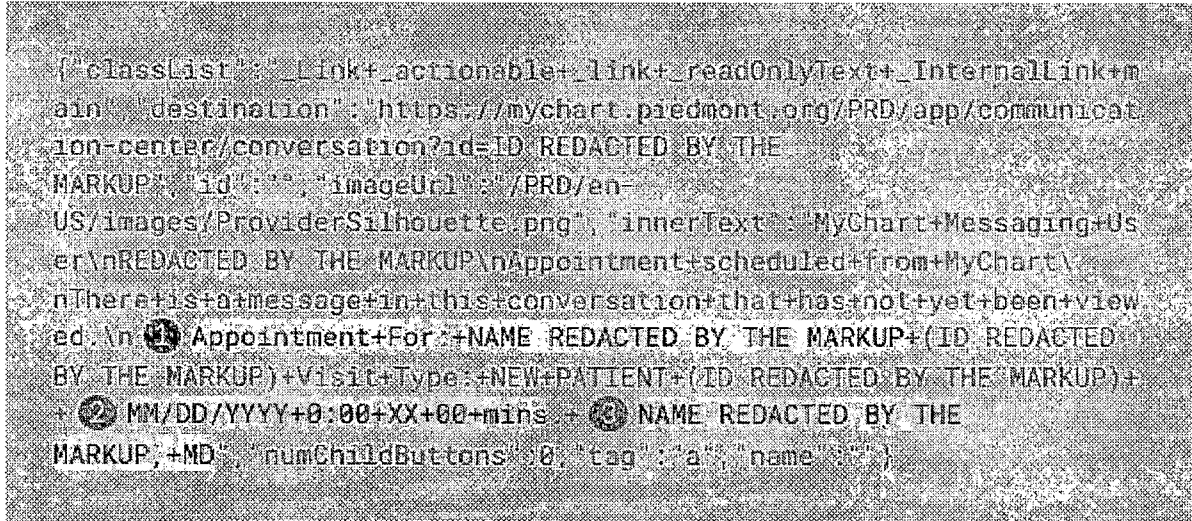 {"classList":"_Link+_actionable+_link+_readOnlyText+_InternalLink+m
ain","destination":"https://mychart.piedmont.org/PRD/app/communicat
ion-center/conversation?id=ID REDACTED BY THE
MARKUP","id":"","imageUrl":"/PRD/en-
US/images/ProviderSilhouette.png","innerText":"MyChart+Messaging+Us
er\nREDACTED BY THE MARKUP\nAppointment+scheduled+from+MyChart\
nThere+is+a+message+in+this+conversation+that+has+not+yet+been+view
ed.\n 1 Appointment+For:+NAME REDACTED BY THE MARKUP+(ID REDACTED
BY THE MARKUP)+Visit+Type:+NEW+PATIENT+(ID REDACTED BY THE MARKUP)+
+ 2 MM/DD/YYYY+0:00+XX+00+mins.+ 3 NAME REDACTED BY THE
MARKUP,+MD","numChildButtons":0,"tag":"a","name":""}